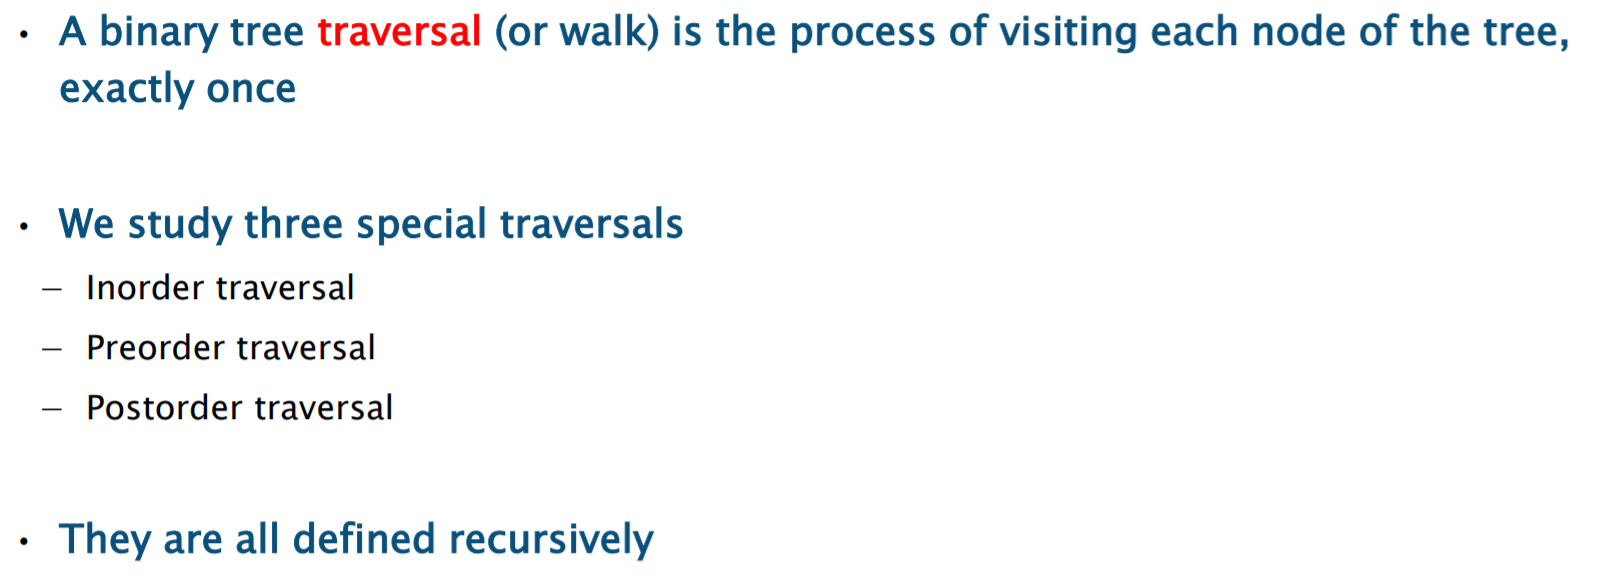 • A binary tree traversal (or walk) is the process of visiting each node of the tree,
exactly once
• We study three special traversals
– Inorder traversal
– Preorder traversal
– Postorder traversal
• They are all defined recursively